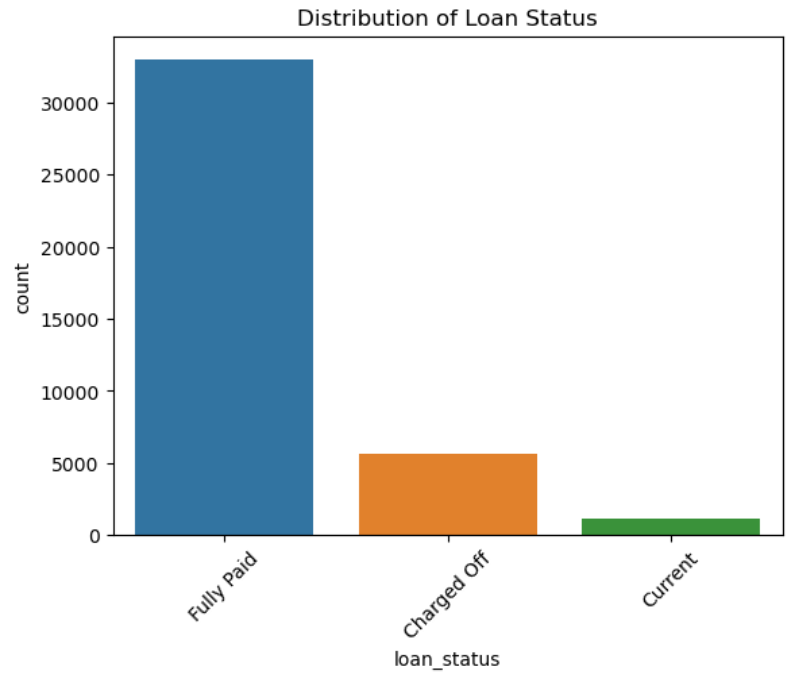 Distribution of Loan Status
30000
25000
20000
15000
10000
5000
0
count
Fully Paid
Charged Off
Current
loan_status